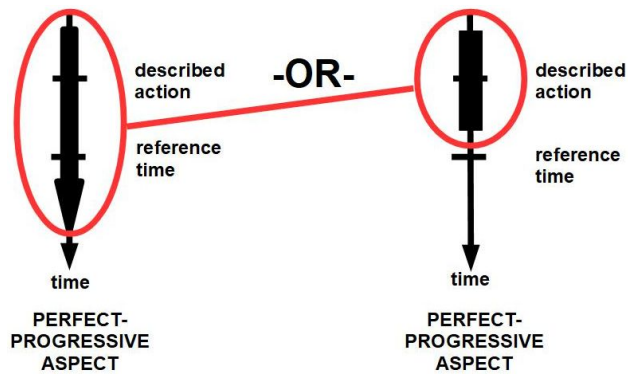 described
action
-OR-
described
action
reference
time
reference
time
time
time
PERFECT-
PROGRESSIVE
ASPECT
PERFECT-
PROGRESSIVE
ASPECT